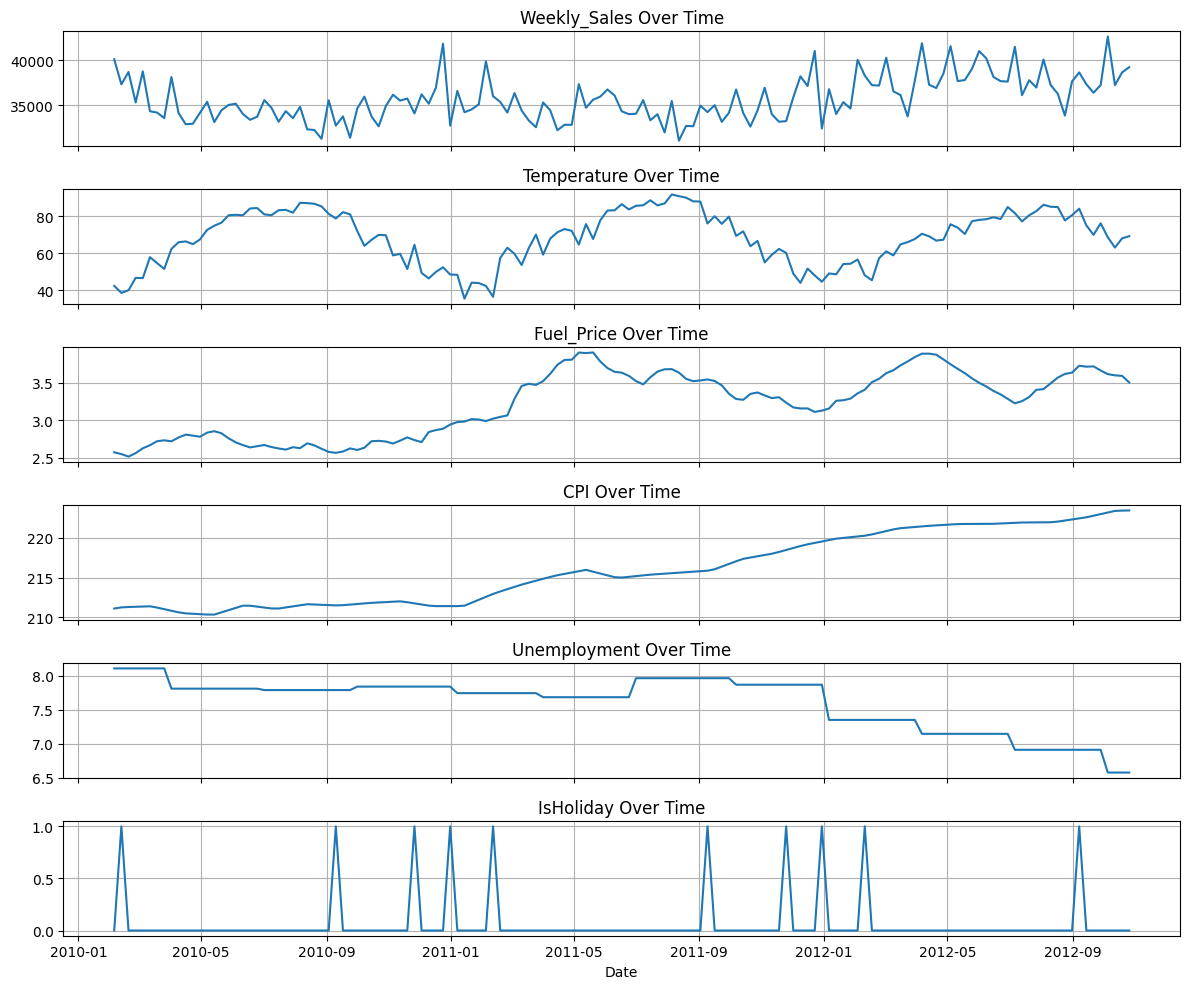 Weekly_Sales Over Time
40000
35000
Temperature Over Time
80
60
40
Fuel_Price Over Time
3.5
3.0
2.5
CPI Over Time
220
215
210
Unemployment Over Time
8.0
7.5
7.0
6.5
IsHoliday Over Time
1.0
0.5
0.0
2010-01 2010-05 2010-09 2011-01 2011-05 2011-09 2012-01 2012-05 2012-09
Date